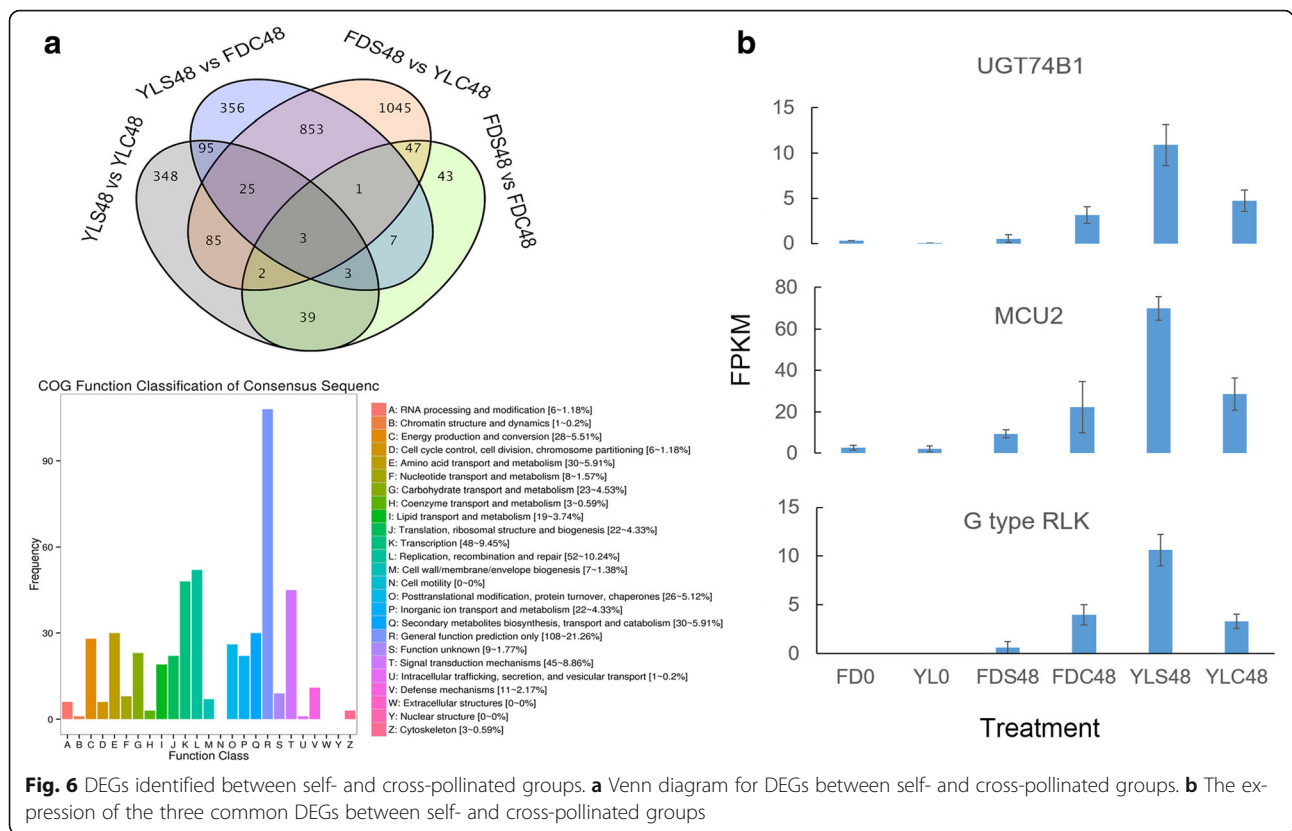 a
YLS48 vs YLC48
YLS48 vs FDC48
FDS48 vs YLC48
FDS48 vs FDC48
356
1045
853
348
95
47
43
25
1
85
3
7
2
3
39
COG Function Classification of Consensus Sequenc
Frequency
90
60
30
0
A B C D E F G H I J K L M N O P Q R S T U V W Y Z
Function Class
A: RNA processing and modification [6~1.18%]
B: Chromatin structure and dynamics [1~0.2%]
C: Energy production and conversion [28~5.51%]
D: Cell cycle control, cell division, chromosome partitioning [6~1.18%]
E: Amino acid transport and metabolism [30~5.91%]
F: Nucleotide transport and metabolism [8~1.57%]
G: Carbohydrate transport and metabolism [23~4.53%]
H: Coenzyme transport and metabolism [3~0.59%]
I: Lipid transport and metabolism [19~3.74%]
J: Translation, ribosomal structure and biogenesis [22~4.33%]
K: Transcription [48~9.45%]
L: Replication, recombination and repair [52~10.24%]
M: Cell wall/membrane/envelope biogenesis [7~1.38%]
N: Cell motility [0~0%]
O: Posttranslational modification, protein turnover, chaperones [26~5.12%]
P: Inorganic ion transport and metabolism [22~4.33%]
Q: Secondary metabolites biosynthesis, transport and catabolism [30~5.91%]
R: General function prediction only [108~21.26%]
S: Function unknown [9~1.77%]
T: Signal transduction mechanisms [45~8.86%]
U: Intracellular trafficking, secretion, and vesicular transport [1~0.2%]
V: Defense mechanisms [11~2.17%]
W: Extracellular structures [0~0%]
Y: Nuclear structure [0~0%]
Z: Cytoskeleton [3~0.59%]
b
UGT74B1
15
10
5
0
MCU2
FPKM
80
60
40
20
0
G type RLK
15
10
5
0
FD0 YL0 FDS48 FDC48 YLS48 YLC48
Treatment
Fig. 6 DEGs identified between self- and cross-pollinated groups. a Venn diagram for DEGs between self- and cross-pollinated groups. b The ex-
pression of the three common DEGs between self- and cross-pollinated groups